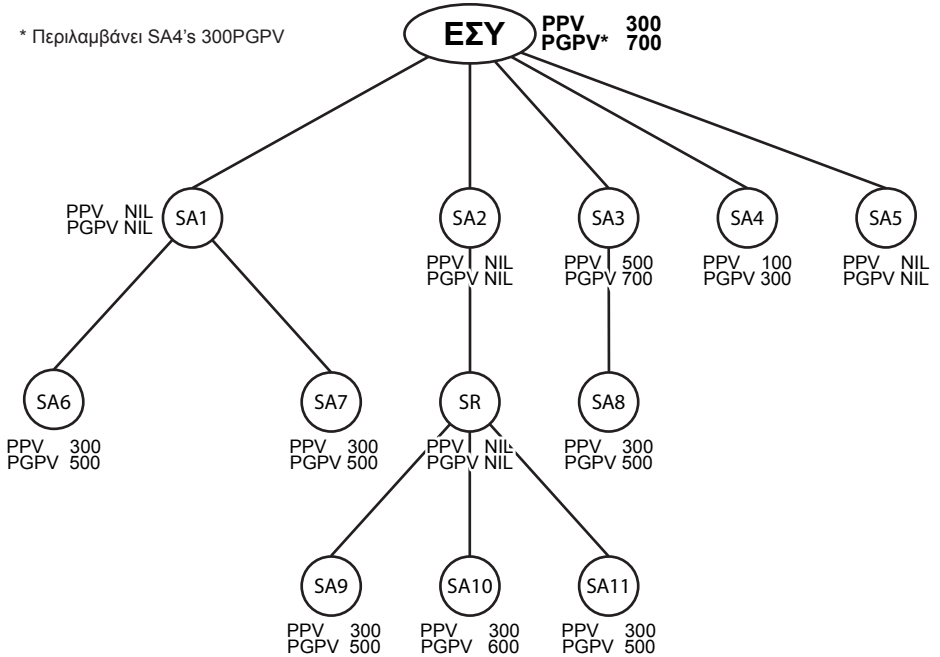 * Περιλαμβάνει SA4's 300PGPV
ΕΣΥ
PPV 300
PGPV* 700
PPV NIL
PGPV NIL
SA1
SA2
SA3
SA4
SA5
PPV NIL
PGPV NIL
PPV 500
PGPV 700
PPV 100
PGPV 300
PPV NIL
PGPV NIL
SA6
SA7
SR
SA8
PPV 300
PGPV 500
PPV 300
PGPV 500
PPV NIL
PGPV NIL
PPV 300
PGPV 500
SA9
SA10
SA11
PPV 300
PGPV 500
PPV 300
PGPV 600
PPV 300
PGPV 500